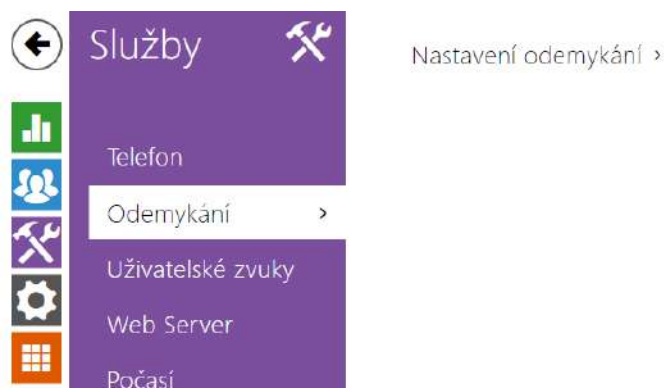 Služby
Nastavení odemykání ›
Telefon
Odemykání ›
Uživatelské zvuky
Web Server
Počasí